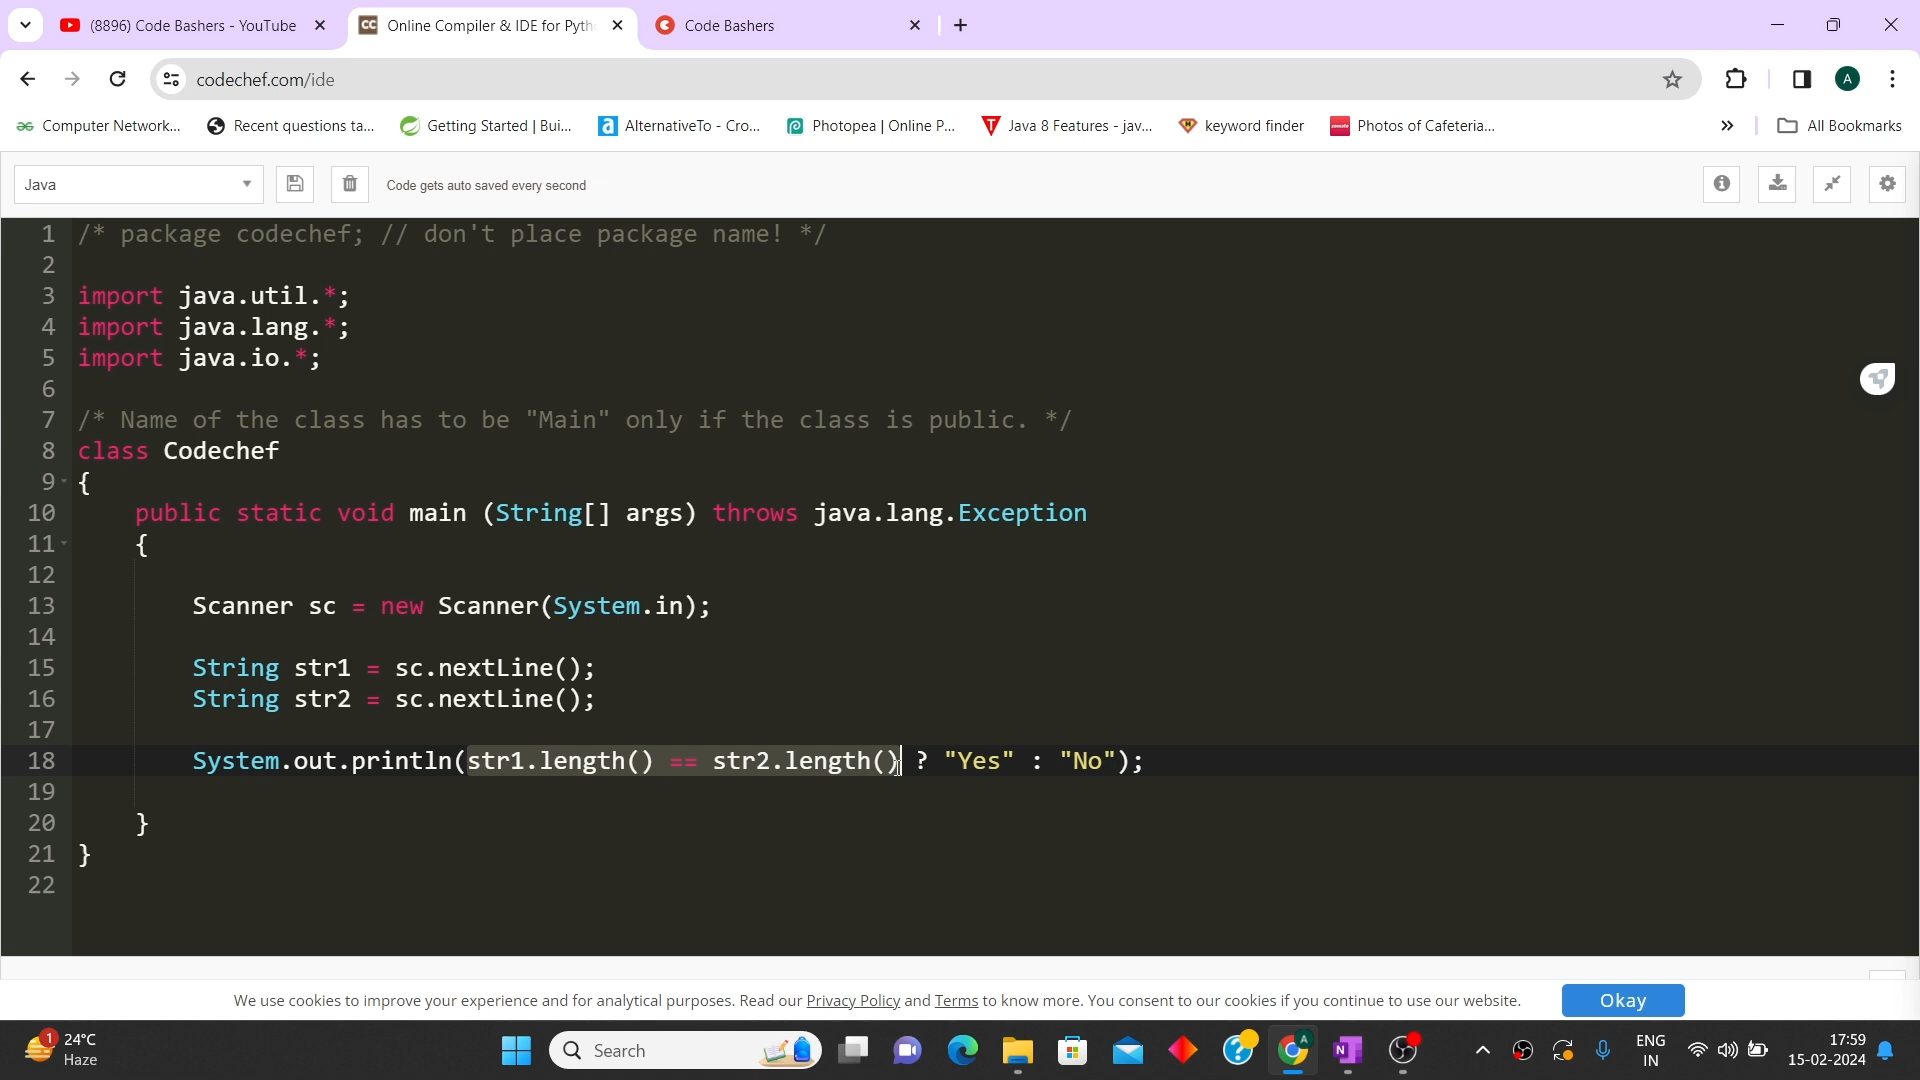 (8896) Code Bashers - YouTube
Online Compiler & IDE for Pyth
Code Bashers
codechef.com/ide
A
Computer Network...
Recent questions ta...
Getting Started | Bui...
AlternativeTo - Cro...
Photopea | Online P...
Java 8 Features - jav...
keyword finder
Photos of Cafeteria...
All Bookmarks
Java
Code gets auto saved every second
1 /* package codechef; // don't place package name! */
2
3 import java.util.*;
4 import java.lang.*;
5 import java.io.*;
6
7 /* Name of the class has to be "Main" only if the class is public. */
8 class Codechef
9 {
10 public static void main (String[] args) throws java.lang.Exception
11 {
12
13 Scanner sc = new Scanner(System.in);
14
15 String str1 = sc.nextLine();
16 String str2 = sc.nextLine();
17
18 System.out.println(str1.length() == str2.length() ? "Yes" : "No");
19
20 }
21 }
22
We use cookies to improve your experience and for analytical purposes. Read our Privacy Policy and Terms to know more. You consent to our cookies if you continue to use our website.
Okay
1
24°C
Haze
Search
ENG
IN
17:59
15-02-2024